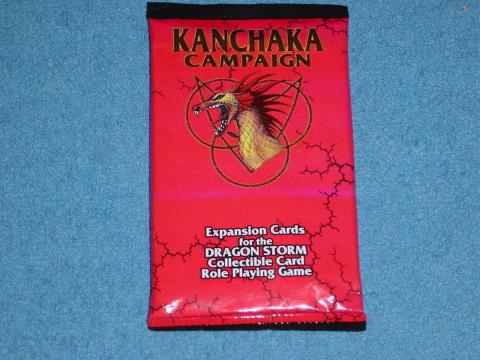 KANCHAKA
CAMPAIGN
Expansion Cards
for the
DRAGON STORM
Collectible Card
Role Playing Game